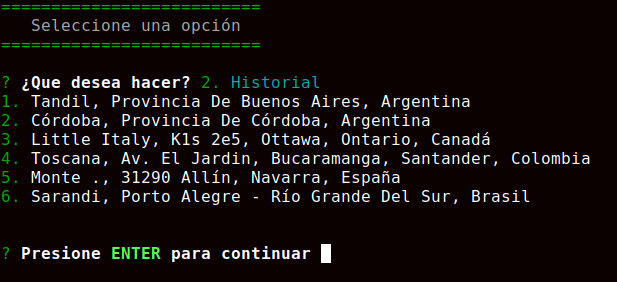 ==========================
Seleccione una opción
==========================
? ¿Que desea hacer? 2. Historial
1. Tandil, Provincia De Buenos Aires, Argentina
2. Córdoba, Provincia De Córdoba, Argentina
3. Little Italy, K1s 2e5, Ottawa, Ontario, Canadá
4. Toscana, Av. El Jardin, Bucaramanga, Santander, Colombia
5. Monte ., 31290 Allín, Navarra, España
6. Sarandi, Porto Alegre - Río Grande Del Sur, Brasil
? Presione ENTER para continuar